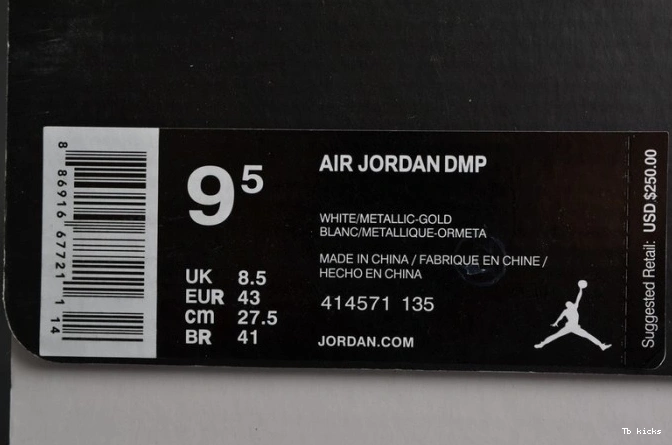 8 86916 67721 1 14
9⁵
AIR JORDAN DMP
WHITE/METALLIC-GOLD
BLANC/METALLIQUE-ORMETA
MADE IN CHINA / FABRIQUE EN CHINE /
HECHO EN CHINA
UK 8.5
EUR 43
cm 27.5
BR 41
414571 135
JORDAN.COM
Suggested Retail: USD $250.00
Tb kicks